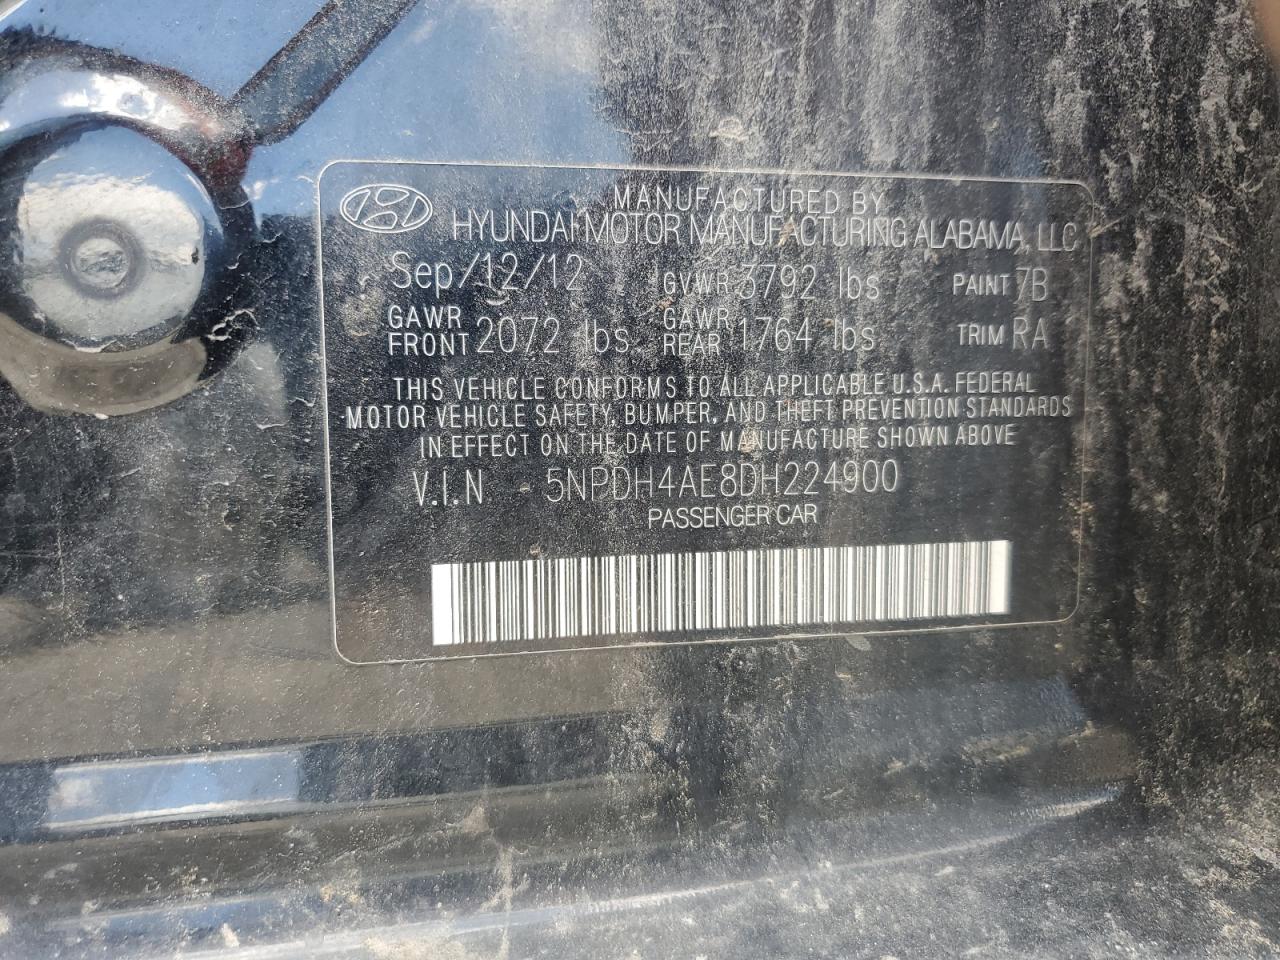 MANUFACTURED BY
HYUNDAI MOTOR MANUFACTURING ALABAMA, LLC
Sep/12/12 GVWR 3792 lbs PAINT 7B
GAWR FRONT 2072 lbs GAWR REAR 1764 lbs TRIM RA
THIS VEHICLE CONFORMS TO ALL APPLICABLE U.S.A. FEDERAL
MOTOR VEHICLE SAFETY, BUMPER, AND THEFT PREVENTION STANDARDS
IN EFFECT ON THE DATE OF MANUFACTURE SHOWN ABOVE
V.I.N 5NPDH4AE8DH224900
PASSENGER CAR